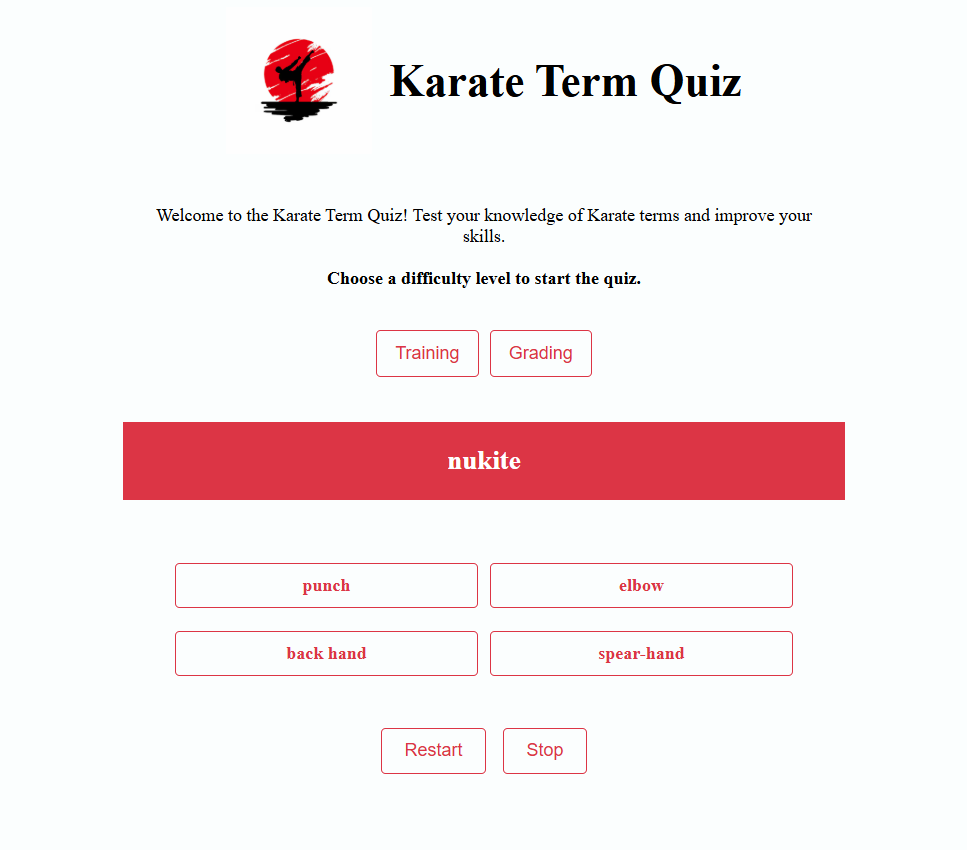 Karate Term Quiz
Welcome to the Karate Term Quiz! Test your knowledge of Karate terms and improve your
skills.
Choose a difficulty level to start the quiz.
Training
Grading
nukite
punch
elbow
back hand
spear-hand
Restart
Stop